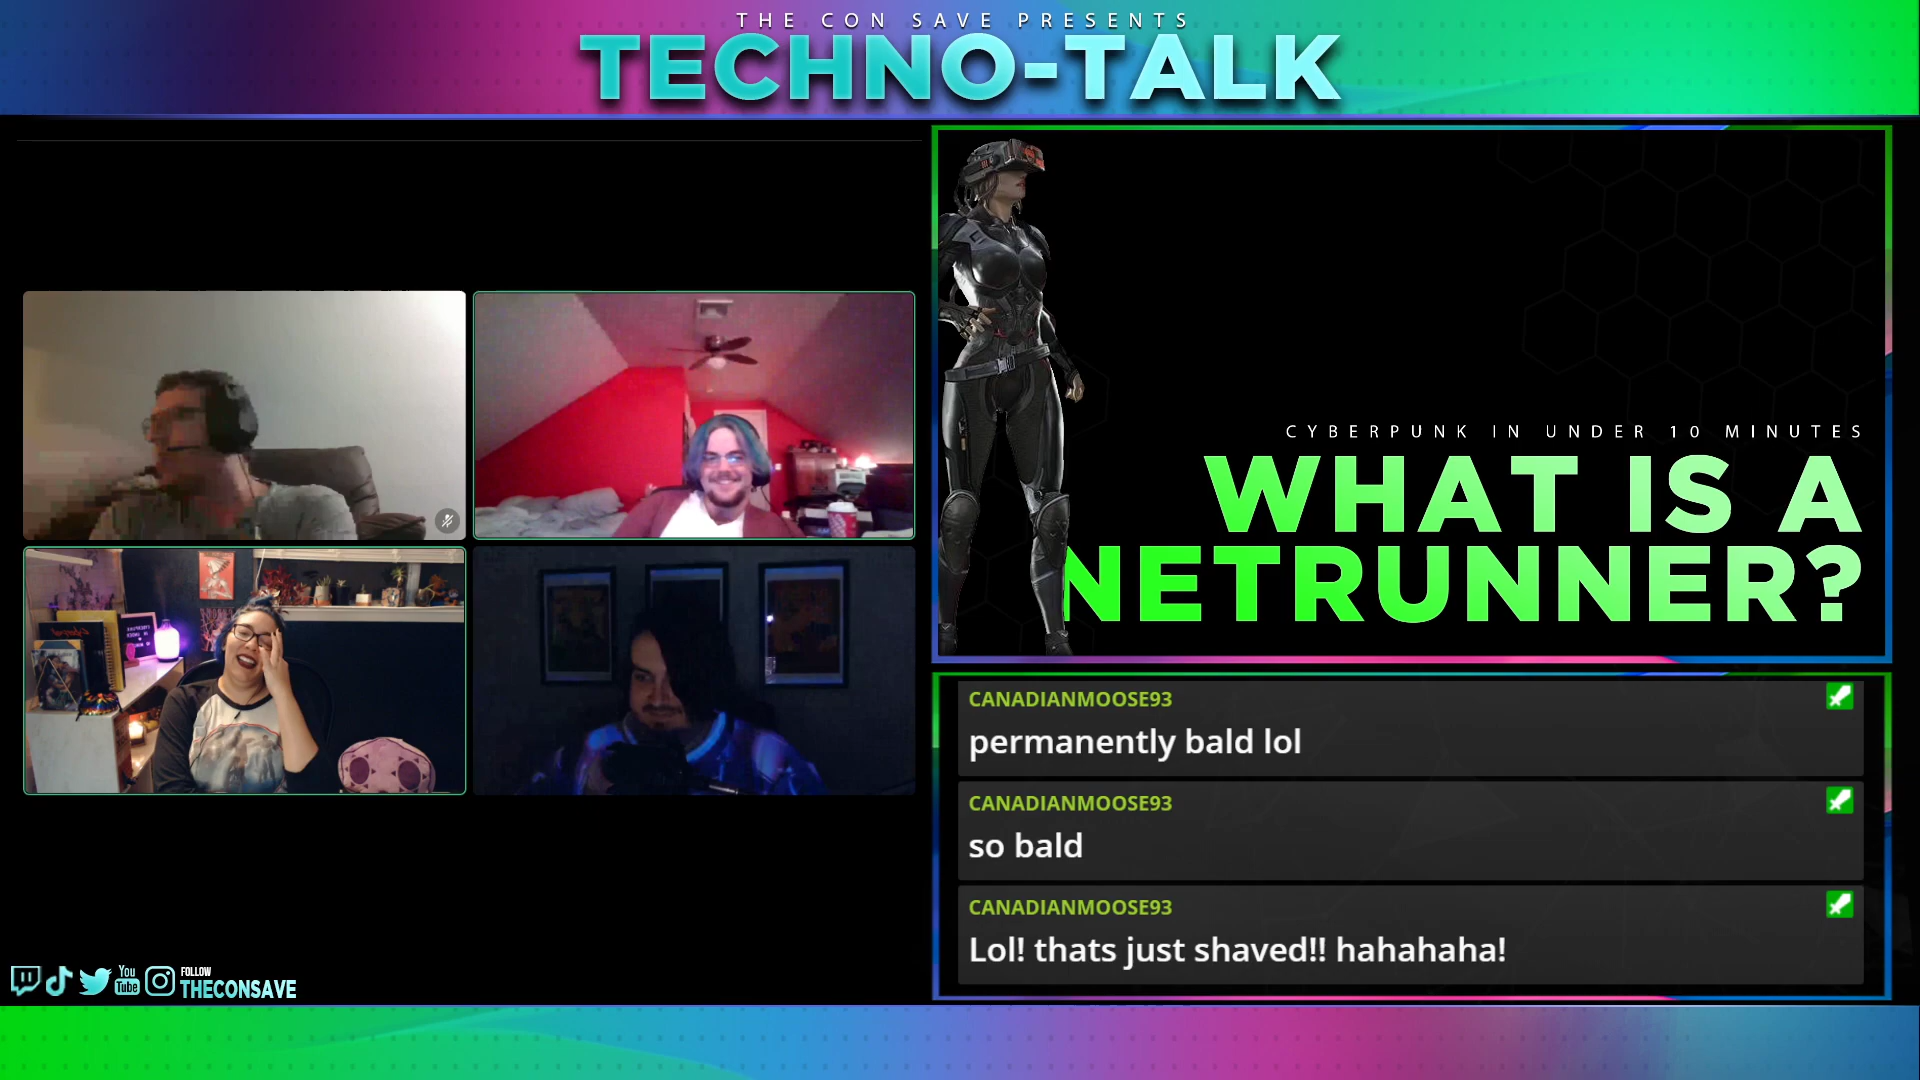 THE CON SAVE PRESENTS
TECHNO-TALK
CYBERPUNK IN UNDER 10 MINUTES
WHAT IS A
NETRUNNER?
CANADIANMOOSE93
permanently bald lol
CANADIANMOOSE93
so bald
CANADIANMOOSE93
Lol! thats just shaved!! hahahaha!
You
Tube
FOLLOW
THECONSAVE